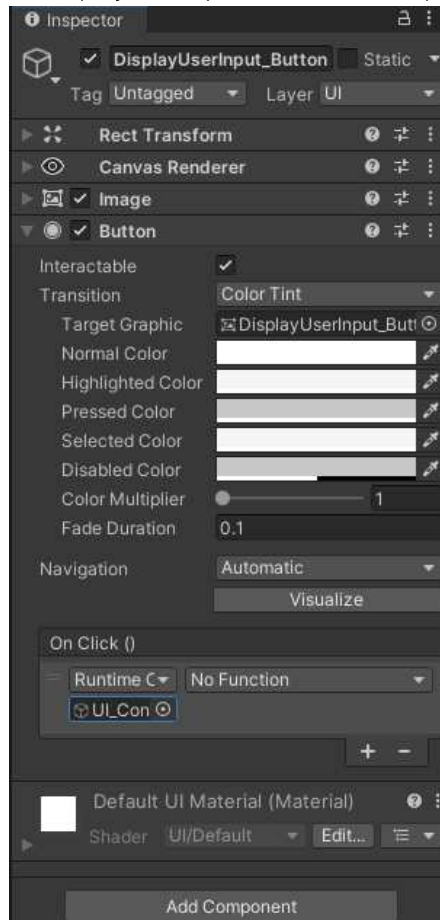 Inspector
DisplayUserInput_Button Static
Tag Untagged Layer UI
Rect Transform
Canvas Renderer
Image
Button
Interactable
Transition Color Tint
Target Graphic DisplayUserInput_Butt
Normal Color
Highlighted Color
Pressed Color
Selected Color
Disabled Color
Color Multiplier 1
Fade Duration 0.1
Navigation Automatic
Visualize
On Click ()
Runtime C No Function
UI_Con
+ -
Default UI Material (Material)
Shader UI/Default Edit...
Add Component